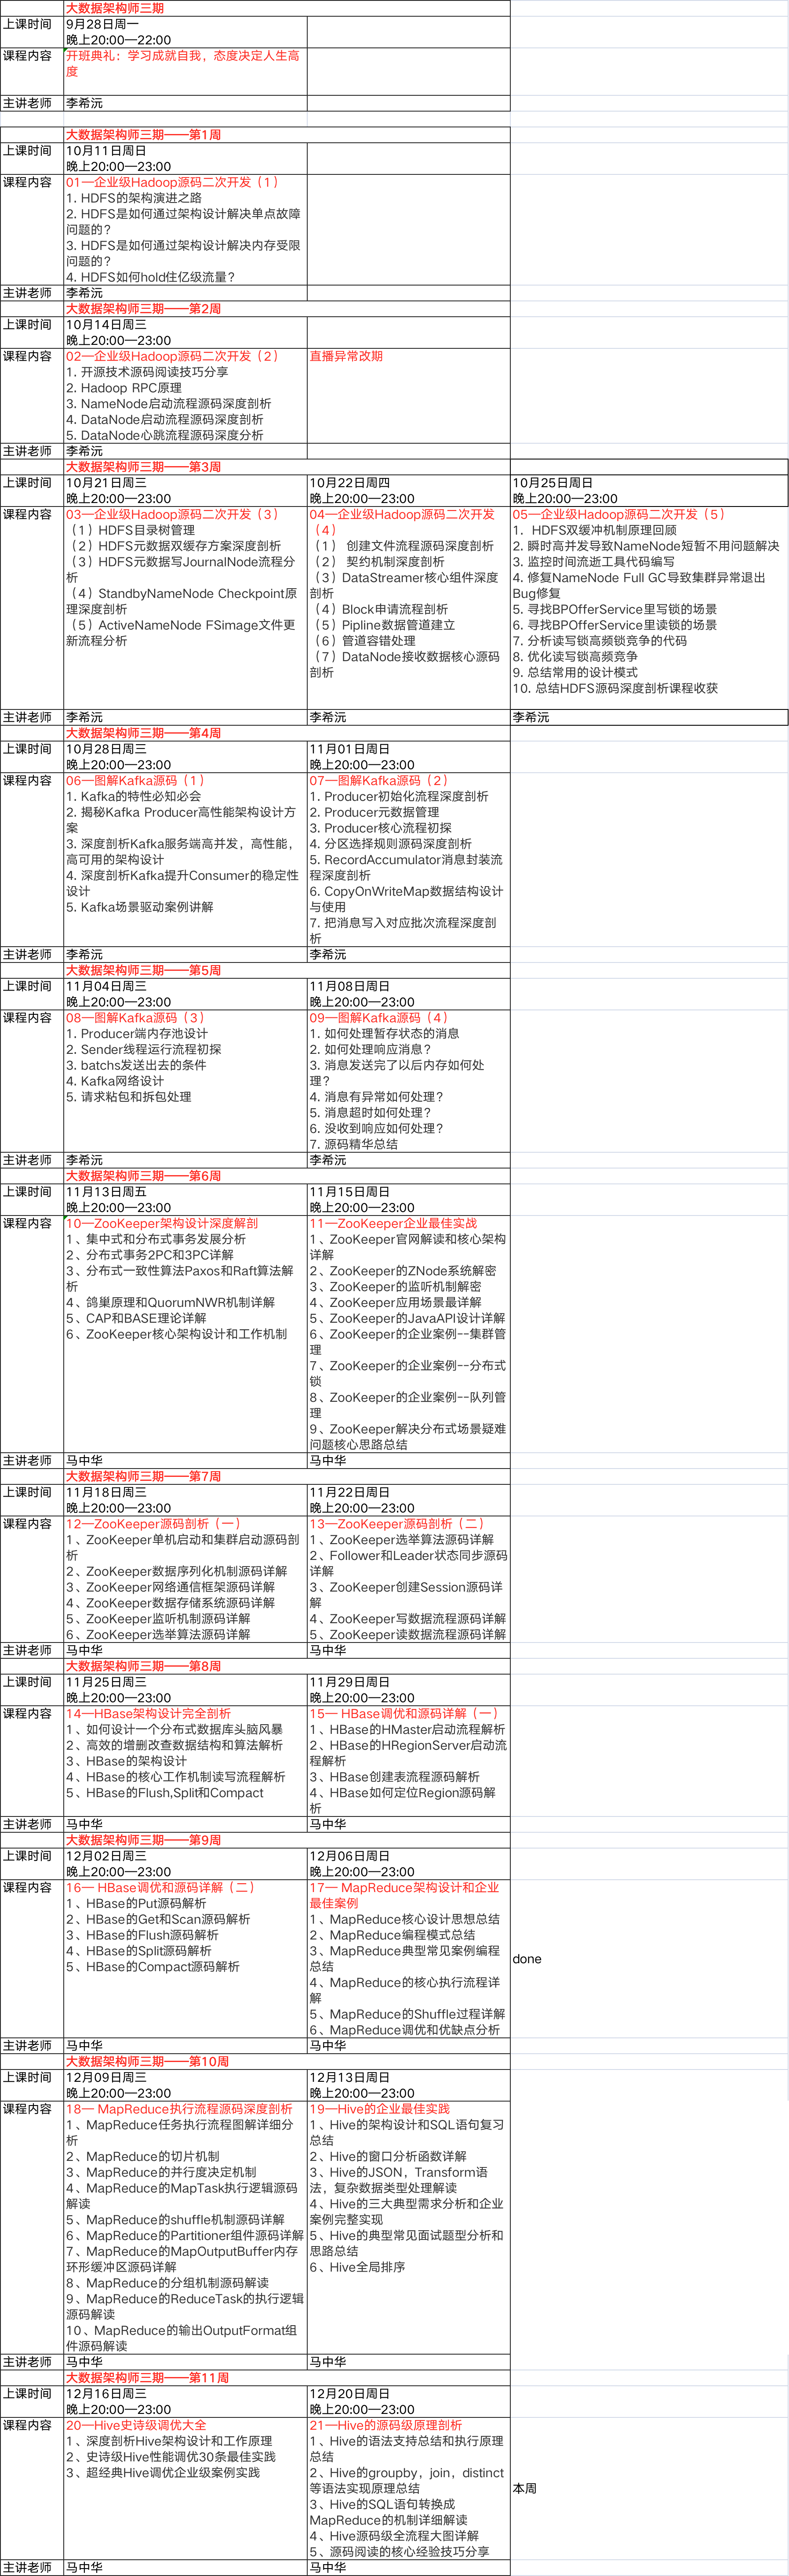 大数据架构师三期
上课时间
9月28日周一
晚上20:00—22:00
课程内容
开班典礼：学习成就自我，态度决定人生高
度
主讲老师
李希沅
大数据架构师三期——第1周
上课时间
10月11日周日
晚上20:00—23:00
课程内容
01—企业级Hadoop源码二次开发（1）
1. HDFS的架构演进之路
2. HDFS是如何通过架构设计解决单点故障
问题的？
3. HDFS是如何通过架构设计解决内存受限
问题的？
4. HDFS如何hold住亿级流量？
主讲老师
李希沅
大数据架构师三期——第2周
上课时间
10月14日周三
晚上20:00—23:00
课程内容
02—企业级Hadoop源码二次开发（2）
1. 开源技术源码阅读技巧分享
2. Hadoop RPC原理
3. NameNode启动流程源码深度剖析
4. DataNode启动流程源码深度剖析
5. DataNode心跳流程源码深度分析
直播异常改期
主讲老师
李希沅
大数据架构师三期——第3周
上课时间
10月21日周三
晚上20:00—23:00
10月22日周四
晚上20:00—23:00
10月25日周日
晚上20:00—23:00
课程内容
03—企业级Hadoop源码二次开发（3）
（1）HDFS目录树管理
（2）HDFS元数据双缓存方案深度剖析
（3）HDFS元数据写JournalNode流程分
析
（4）StandbyNameNode Checkpoint原
理深度剖析
（5）ActiveNameNode FSimage文件更
新流程分析
04—企业级Hadoop源码二次开发
（4）
（1） 创建文件流程源码深度剖析
（2） 契约机制深度剖析
（3）DataStreamer核心组件深度
剖析
（4）Block申请流程剖析
（5）Pipline数据管道建立
（6）管道容错处理
（7）DataNode接收数据核心源码
剖析
05—企业级Hadoop源码二次开发（5）
1. HDFS双缓冲机制原理回顾
2. 瞬时高并发导致NameNode短暂不用问题解决
3. 监控时间流逝工具代码编写
4. 修复NameNode Full GC导致集群异常退出
Bug修复
5. 寻找BPOfferService里写锁的场景
6. 寻找BPOfferService里读锁的场景
7. 分析读写锁高频锁竞争的代码
8. 优化读写锁高频竞争
9. 总结常用的设计模式
10. 总结HDFS源码深度剖析课程收获
主讲老师
李希沅
李希沅
李希沅
大数据架构师三期——第4周
上课时间
10月28日周三
晚上20:00—23:00
11月01日周日
晚上20:00—23:00
课程内容
06—图解Kafka源码（1）
1. Kafka的特性必知必会
2. 揭秘Kafka Producer高性能架构设计方
案
3. 深度剖析Kafka服务端高并发，高性能，
高可用的架构设计
4. 深度剖析Kafka提升Consumer的稳定性
设计
5. Kafka场景驱动案例讲解
07—图解Kafka源码（2）
1. Producer初始化流程深度剖析
2. Producer元数据管理
3. Producer核心流程初探
4. 分区选择规则源码深度剖析
5. RecordAccumulator消息封装流
程深度剖析
6. CopyOnWriteMap数据结构设计
与使用
7. 把消息写入对应批次流程深度剖
析
主讲老师
李希沅
李希沅
大数据架构师三期——第5周
上课时间
11月04日周三
晚上20:00—23:00
11月08日周日
晚上20:00—23:00
课程内容
08—图解Kafka源码（3）
1. Producer端内存池设计
2. Sender线程运行流程初探
3. batchs发送出去的条件
4. Kafka网络设计
5. 请求粘包和拆包处理
09—图解Kafka源码（4）
1. 如何处理暂存状态的消息
2. 如何处理响应消息？
3. 消息发送完了以后内存如何处
理？
4. 消息有异常如何处理？
5. 消息超时如何处理？
6. 没收到响应如何处理？
7. 源码精华总结
主讲老师
李希沅
李希沅
大数据架构师三期——第6周
上课时间
11月13日周五
晚上20:00—23:00
11月15日周日
晚上20:00—23:00
课程内容
10—ZooKeeper架构设计深度解剖
1、集中式和分布式事务发展分析
2、分布式事务2PC和3PC详解
3、分布式一致性算法Paxos和Raft算法解
析
4、鸽巢原理和QuorumNWR机制详解
5、CAP和BASE理论详解
6、ZooKeeper核心架构设计和工作机制
11—ZooKeeper企业最佳实战
1、ZooKeeper官网解读和核心架构
详解
2、ZooKeeper的ZNode系统解密
3、ZooKeeper的监听机制解密
4、ZooKeeper应用场景最详解
5、ZooKeeper的JavaAPI设计详解
6、ZooKeeper的企业案例--集群管
理
7、ZooKeeper的企业案例--分布式
锁
8、ZooKeeper的企业案例--队列管
理
9、ZooKeeper解决分布式场景疑难
问题核心思路总结
主讲老师
马中华
马中华
大数据架构师三期——第7周
上课时间
11月18日周三
晚上20:00—23:00
11月22日周日
晚上20:00—23:00
课程内容
12—ZooKeeper源码剖析（一）
1、ZooKeeper单机启动和集群启动源码剖
析
2、ZooKeeper数据序列化机制源码详解
3、ZooKeeper网络通信框架源码详解
4、ZooKeeper数据存储系统源码详解
5、ZooKeeper监听机制源码详解
6、ZooKeeper选举算法源码详解
13—ZooKeeper源码剖析（二）
1、ZooKeeper选举算法源码详解
2、Follower和Leader状态同步源码
详解
3、ZooKeeper创建Session源码详
解
4、ZooKeeper写数据流程源码详解
5、ZooKeeper读数据流程源码详解
主讲老师
马中华
马中华
大数据架构师三期——第8周
上课时间
11月25日周三
晚上20:00—23:00
11月29日周日
晚上20:00—23:00
课程内容
14—HBase架构设计完全剖析
1、如何设计一个分布式数据库头脑风暴
2、高效的增删改查数据结构和算法解析
3、HBase的架构设计
4、HBase的核心工作机制读写流程解析
5、HBase的Flush,Split和Compact
15— HBase调优和源码详解（一）
1、HBase的HMaster启动流程解析
2、HBase的HRegionServer启动流
程解析
3、HBase创建表流程源码解析
4、HBase如何定位Region源码解
析
主讲老师
马中华
马中华
大数据架构师三期——第9周
上课时间
12月02日周三
晚上20:00—23:00
12月06日周日
晚上20:00—23:00
课程内容
16— HBase调优和源码详解（二）
1、HBase的Put源码解析
2、HBase的Get和Scan源码解析
3、HBase的Flush源码解析
4、HBase的Split源码解析
5、HBase的Compact源码解析
17— MapReduce架构设计和企业
最佳案例
1、MapReduce核心设计思想总结
2、MapReduce编程模式总结
3、MapReduce典型常见案例编程
总结
4、MapReduce的核心执行流程详
解
5、MapReduce的Shuffle过程详解
6、MapReduce调优和优缺点分析
done
主讲老师
马中华
马中华
大数据架构师三期——第10周
上课时间
12月09日周三
晚上20:00—23:00
12月13日周日
晚上20:00—23:00
课程内容
18— MapReduce执行流程源码深度剖析
1、MapReduce任务执行流程图解详细分
析
2、MapReduce的切片机制
3、MapReduce的并行度决定机制
4、MapReduce的MapTask执行逻辑源码
解读
5、MapReduce的shuffle机制源码详解
6、MapReduce的Partitioner组件源码详解
7、MapReduce的MapOutputBuffer内存
环形缓冲区源码详解
8、MapReduce的分组机制源码解读
9、MapReduce的ReduceTask的执行逻辑
源码解读
10、MapReduce的输出OutputFormat组
件源码解读
19—Hive的企业最佳实践
1、Hive的架构设计和SQL语句复习
总结
2、Hive的窗口分析函数详解
3、Hive的JSON，Transform语
法，复杂数据类型处理解读
4、Hive的三大典型需求分析和企业
案例完整实现
5、Hive的典型常见面试题型分析和
思路总结
6、Hive全局排序
主讲老师
马中华
马中华
大数据架构师三期——第11周
上课时间
12月16日周三
晚上20:00—23:00
12月20日周日
晚上20:00—23:00
课程内容
20—Hive史诗级调优大全
1、深度剖析Hive架构设计和工作原理
2、史诗级Hive性能调优30条最佳实践
3、超经典Hive调优企业级案例实践
21—Hive的源码级原理剖析
1、Hive的语法支持总结和执行原理
总结
2、Hive的groupby，join，distinct
等语法实现原理总结
3、Hive的SQL语句转换成
MapReduce的机制详细解读
4、Hive源码级全流程大图详解
5、源码阅读的核心经验技巧分享
本周
主讲老师
马中华
马中华